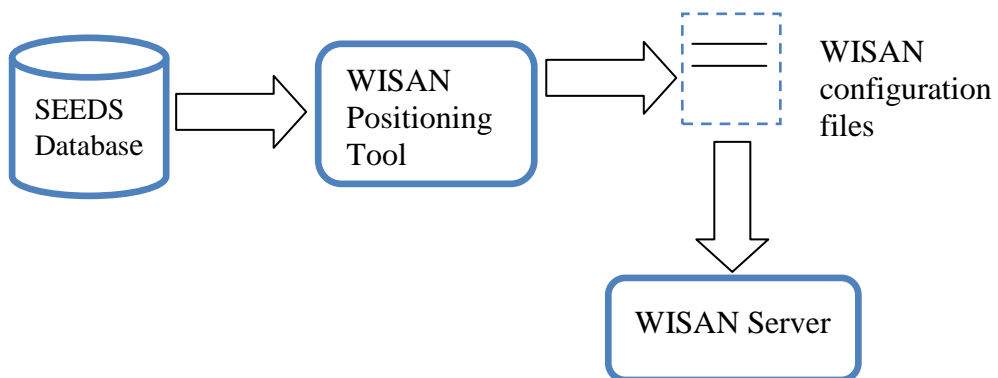 SEEDS
Database
WISAN
Positioning
Tool
WISAN
configuration
files
WISAN Server